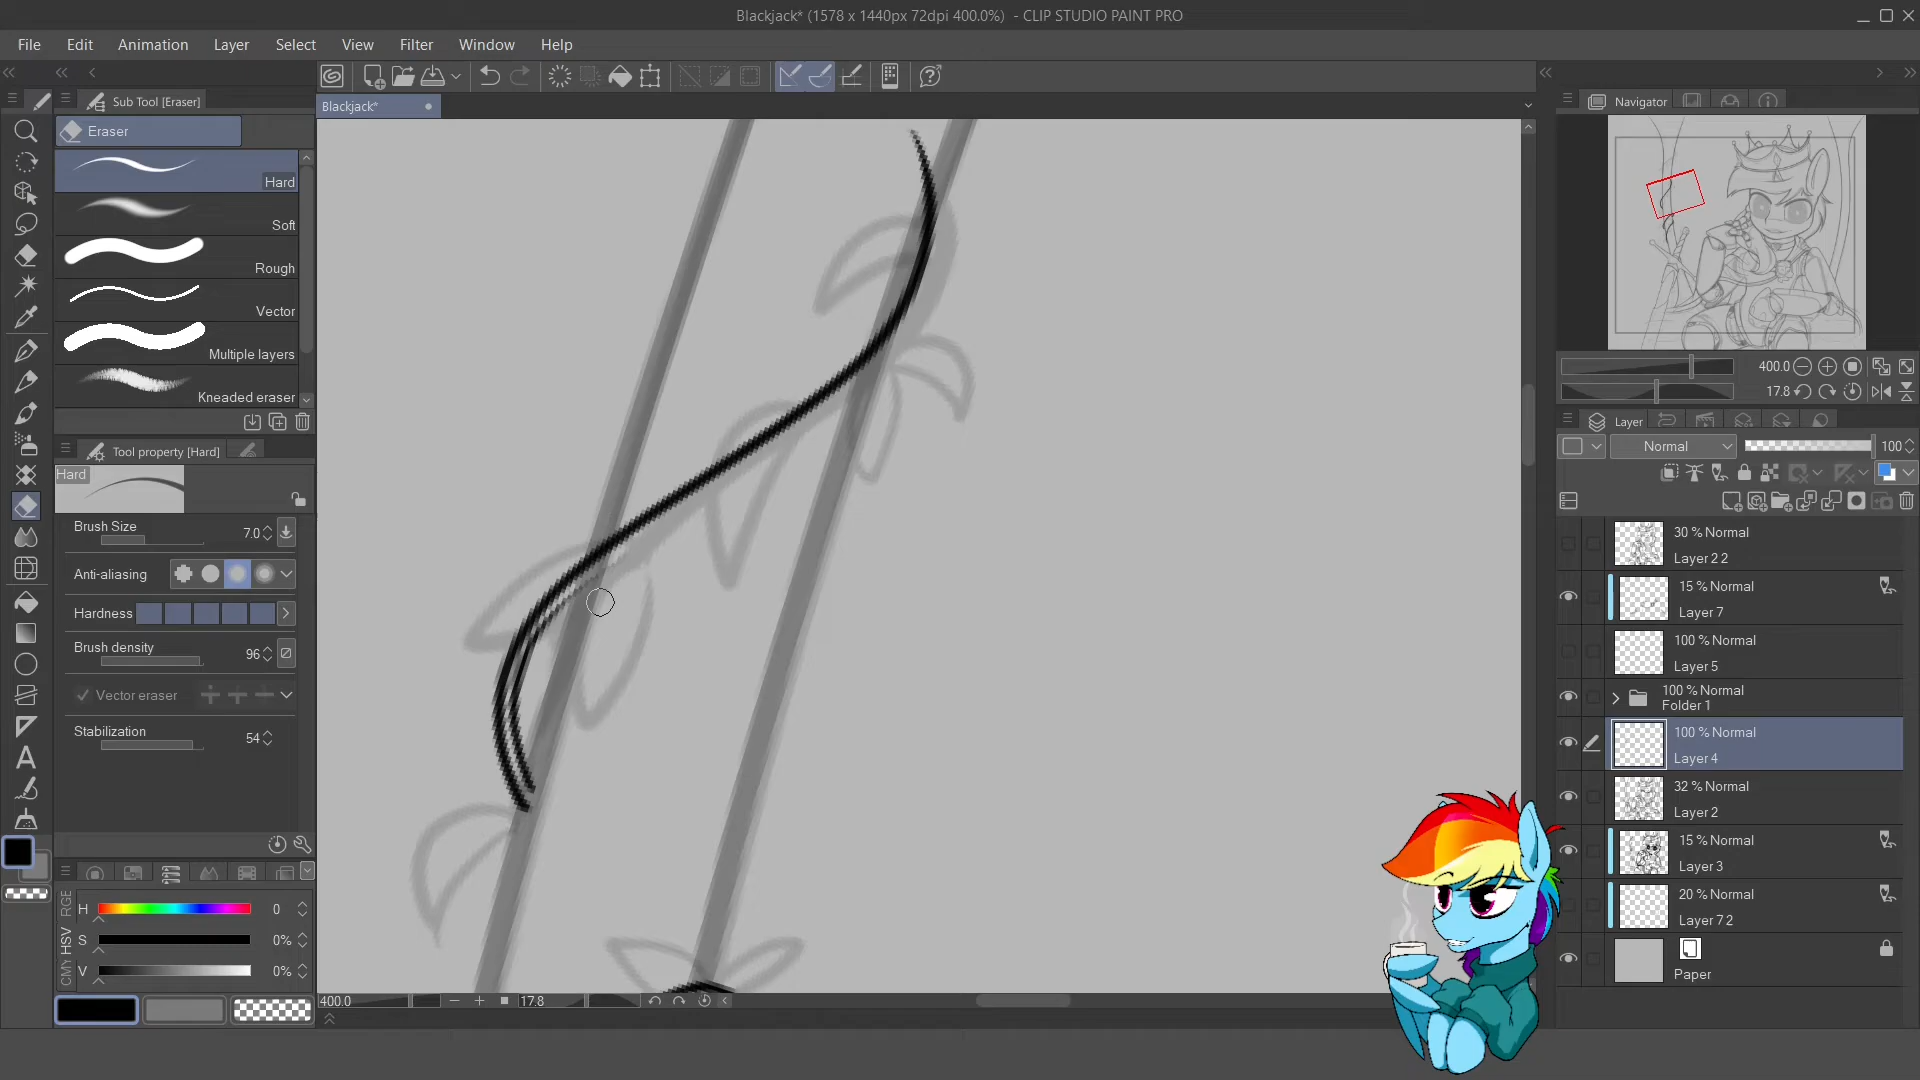 Blackjack* (1578 x 1440px 72dpi 400.0%) - CLIP STUDIO PAINT PRO
File Edit Animation Layer Select View Filter Window Help
Sub Tool [Eraser]
Blackjack*
Navigator
Eraser
Hard
Soft
Rough
Vector
Multiple layers
Kneaded eraser
400.0
17.8
Layer
Normal 100
Tool property [Hard]
Hard
Brush Size 7.0
Anti-aliasing
Hardness
Brush density 96
Vector eraser
Stabilization 54
30 % Normal
Layer 2 2
15 % Normal
Layer 7
100 % Normal
Layer 5
100 % Normal
Folder 1
100 % Normal
Layer 4
32 % Normal
Layer 2
15 % Normal
Layer 3
20 % Normal
Layer 7 2
Paper
RGB
HSV
CMY
H 0
S 0%
V 0%
400.0 17.8